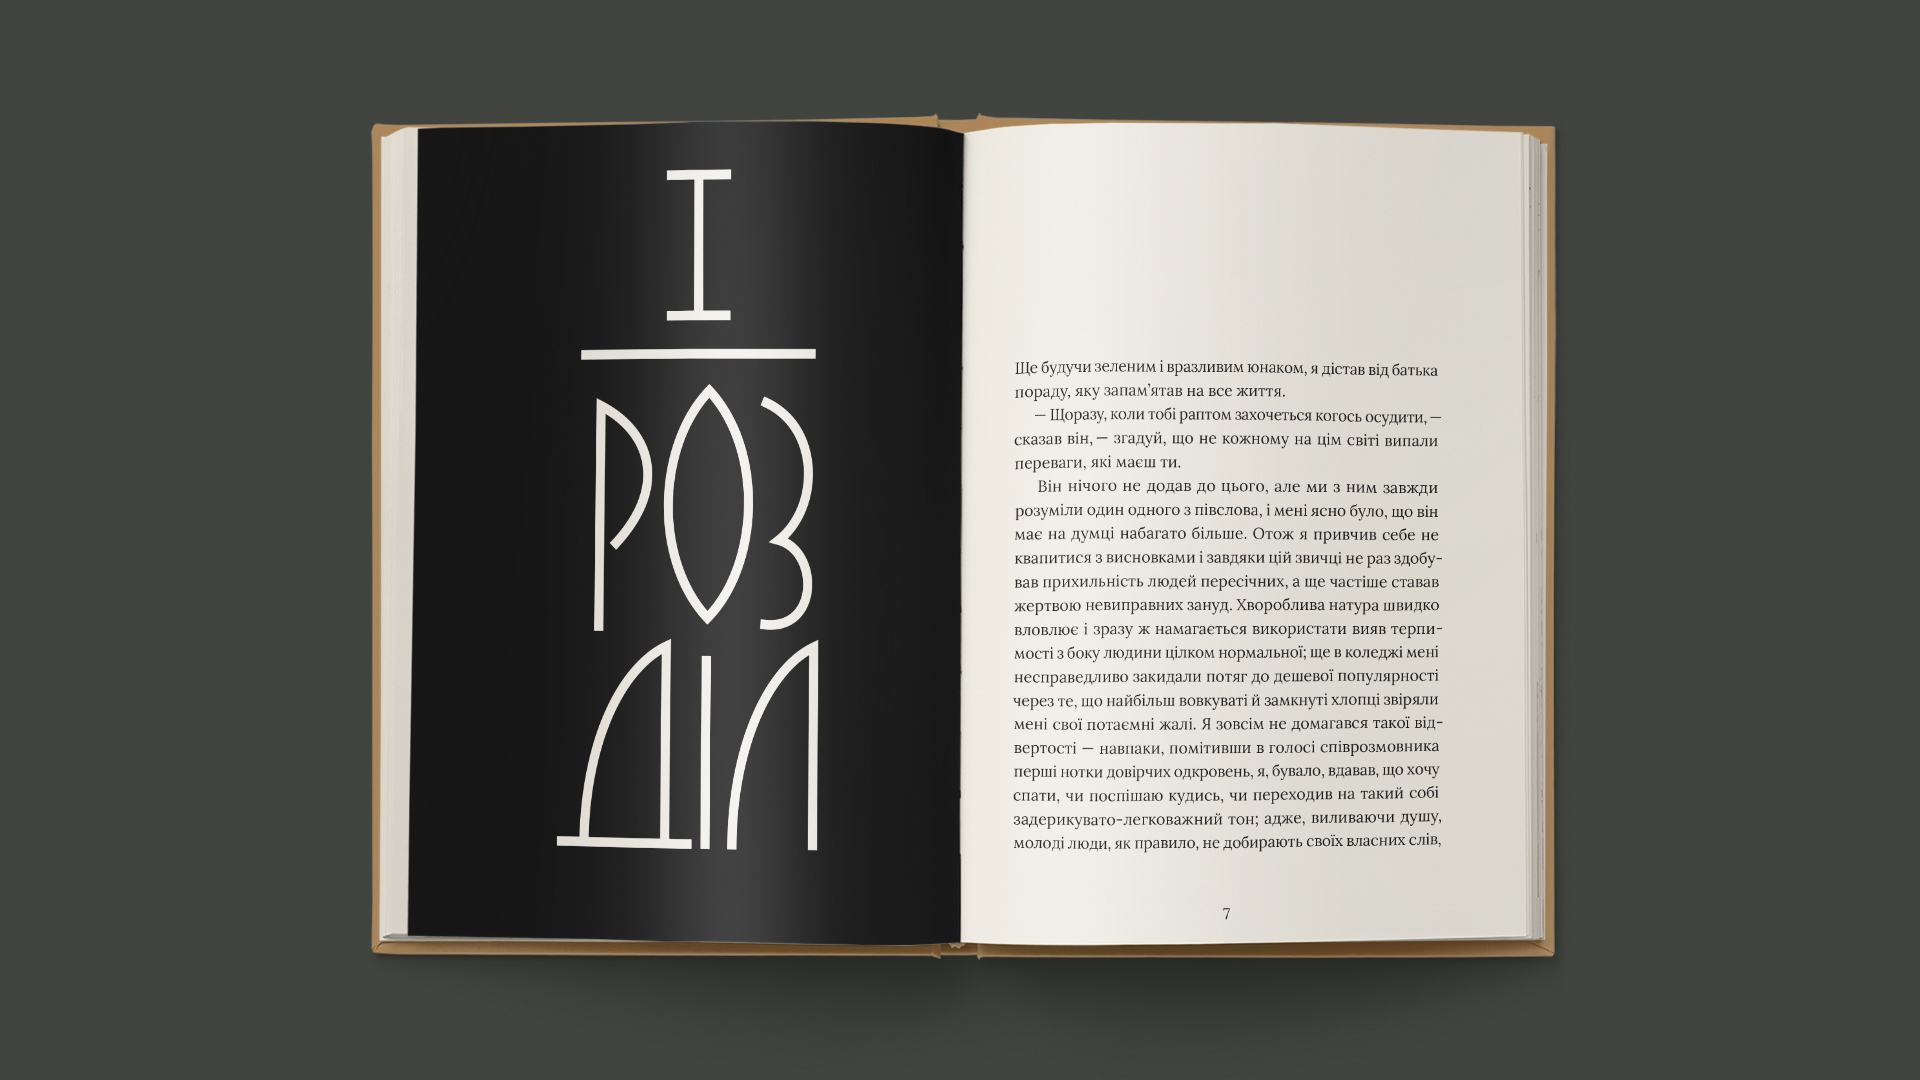 І
РОЗ
ДІЛ
Ще будучи зеленим і вразливим юнаком, я дістав від батька
пораду, яку запам’ятав на все життя.
— Щоразу, коли тобі раптом захочеться когось осудити, —
сказав він, — згадуй, що не кожному на цім світі випали
переваги, які маєш ти.
Він нічого не додав до цього, але ми з ним завжди
розуміли один одного з півслова, і мені ясно було, що він
має на думці набагато більше. Отож я привчив себе не
квапитися з висновками і завдяки цій звичці не раз здобу-
вав прихильність людей пересічних, а ще частіше ставав
жертвою невиправних зануд. Хвороблива натура швидко
вловлює і зразу ж намагається використати вияв терпи-
мості з боку людини цілком нормальної; ще в коледжі мені
несправедливо закидали потяг до дешевої популярності
через те, що найбільш вовкуваті й замкнуті хлопці звіряли
мені свої потаємні жалі. Я зовсім не домагався такої від-
вертості — навпаки, помітивши в голосі співрозмовника
перші нотки довірчих одкровень, я, бувало, вдавав, що хочу
спати, чи поспішаю кудись, чи переходив на такий собі
задерикувато-легковажний тон; адже, виливаючи душу,
молоді люди, як правило, не добирають своїх власних слів,
7